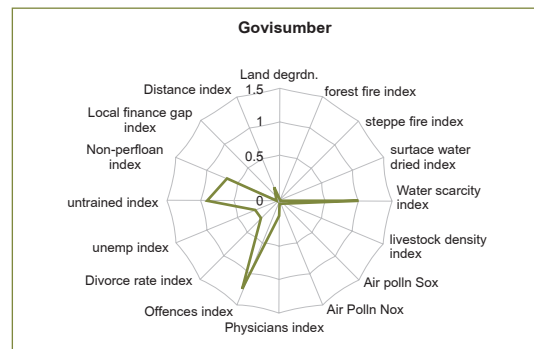 Govisumber
Land degrdn.
1.5
1
0.5
0
forest fire index
steppe fire index
surtace water
dried index
Water scarcity
index
livestock density
index
Air polln Sox
Air Polln Nox
Physicians index
Offences index
Divorce rate index
unemp index
untrained index
Non-perfloan
index
Local finance gap
index
Distance index